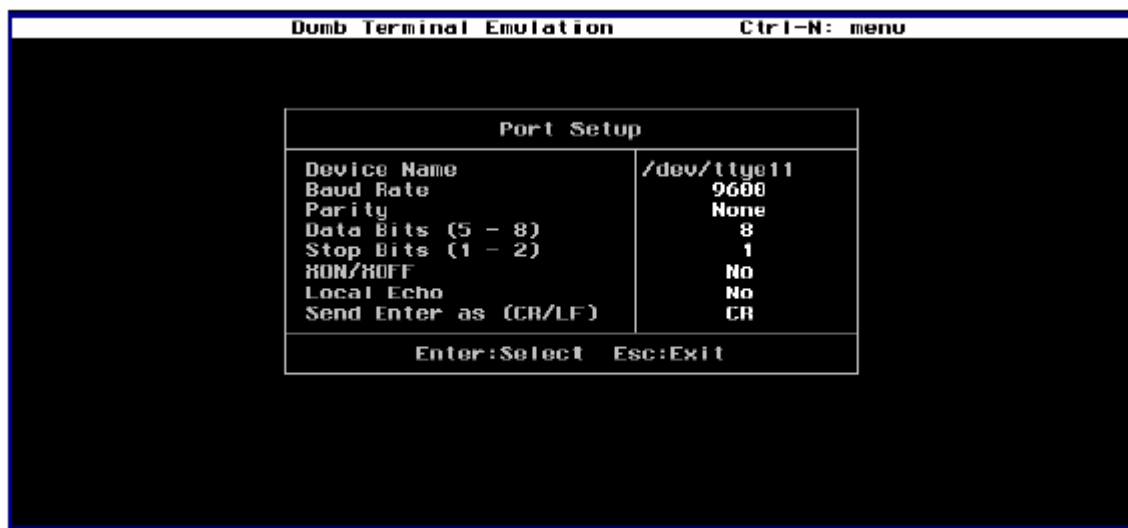 Dumb Terminal Emulation Ctrl-N: menu
Port Setup
Device Name /dev/ttye11
Baud Rate 9600
Parity None
Data Bits (5 - 8) 8
Stop Bits (1 - 2) 1
XON/XOFF No
Local Echo No
Send Enter as (CR/LF) CR
Enter:Select Esc:Exit